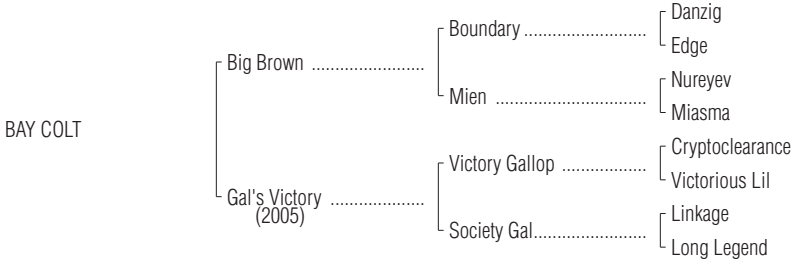 Danzig
Boundary ..........................
Edge
Big Brown ........................
Nureyev
Mien ................................
Miasma
BAY COLT
Cryptoclearance
Victory Gallop ..................
Victorious Lil
Gal's Victory ....................
(2005)
Linkage
Society Gal........................
Long Legend